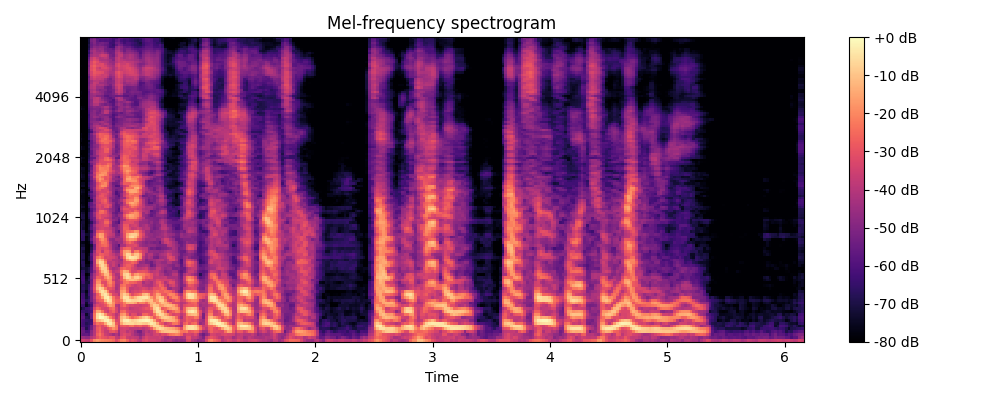 Mel-frequency spectrogram
Hz
4096
2048
1024
512
0
0 1 2 3 4 5 6
Time
+0 dB
-10 dB
-20 dB
-30 dB
-40 dB
-50 dB
-60 dB
-70 dB
-80 dB